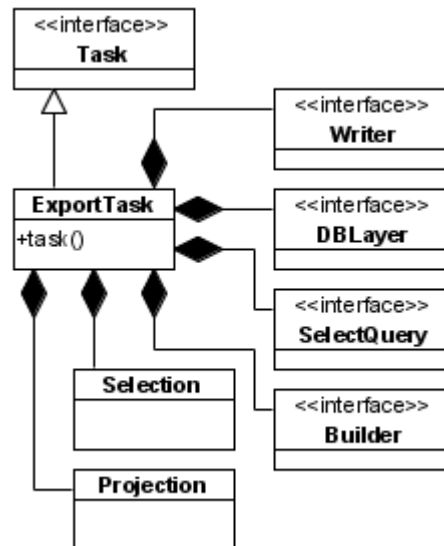 <<interface>>
Task
<<interface>>
Writer
ExportTask
+task()
<<interface>>
DBLayer
<<interface>>
SelectQuery
Selection
<<interface>>
Builder
Projection